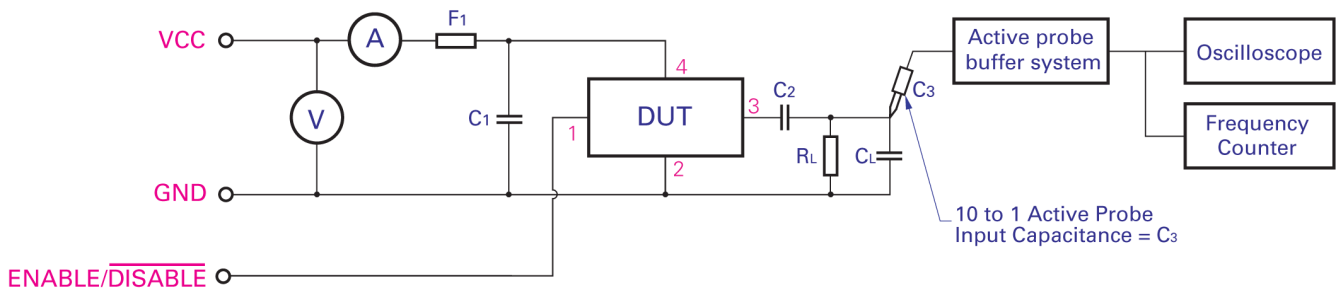 VCC
A
F1
V
C1
4
DUT
1
3
2
C2
RL
CL
C3
Active probe
buffer system
Oscilloscope
Frequency
Counter
GND
10 to 1 Active Probe
Input Capacitance = C3
ENABLE/DISABLE